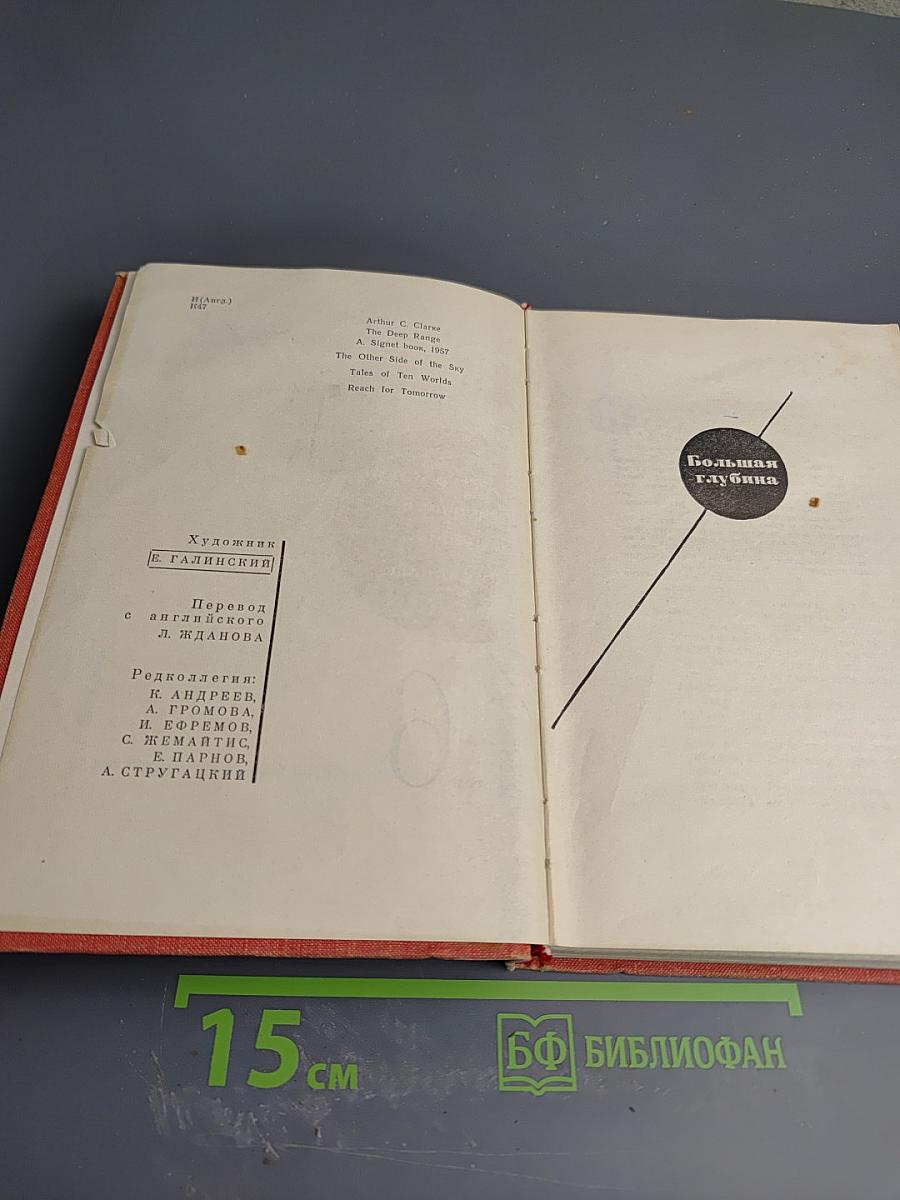 И(Англ.)
К47
Arthur C. Clarke
The Deep Range
A. Signet book, 1957
The Other Side of the Sky
Tales of Ten Worlds
Reach for Tomorrow
Художник
Е. ГАЛИНСКИЙ
Перевод
с английского
Л. ЖДАНОВА
Редколлегия:
К. АНДРЕЕВ,
А. ГРОМОВА,
И. ЕФРЕМОВ,
С. ЖЕМАЙТИС,
Е. ПАРНОВ,
А. СТРУГАЦКИЙ
Большая
глубина
15 см
БФ БИБЛИОФАН